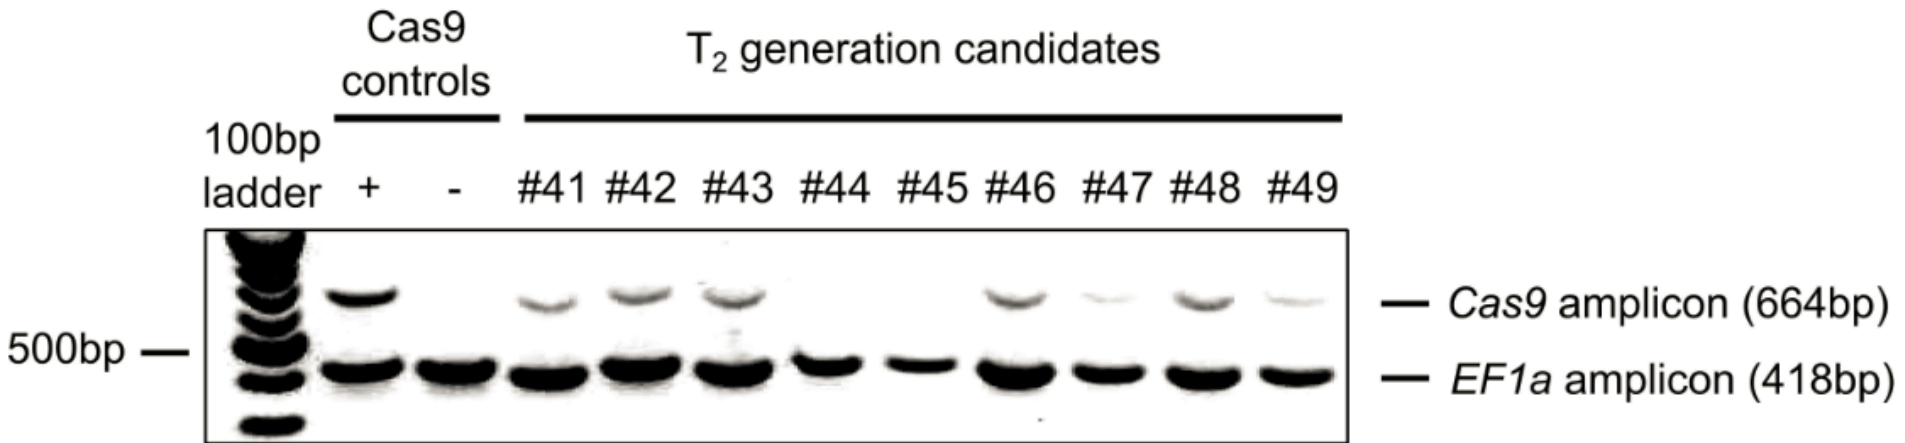 Cas9
controls
T₂ generation candidates
100bp
ladder + - #41 #42 #43 #44 #45 #46 #47 #48 #49
Cas9 amplicon (664bp)
500bp
EF1a amplicon (418bp)